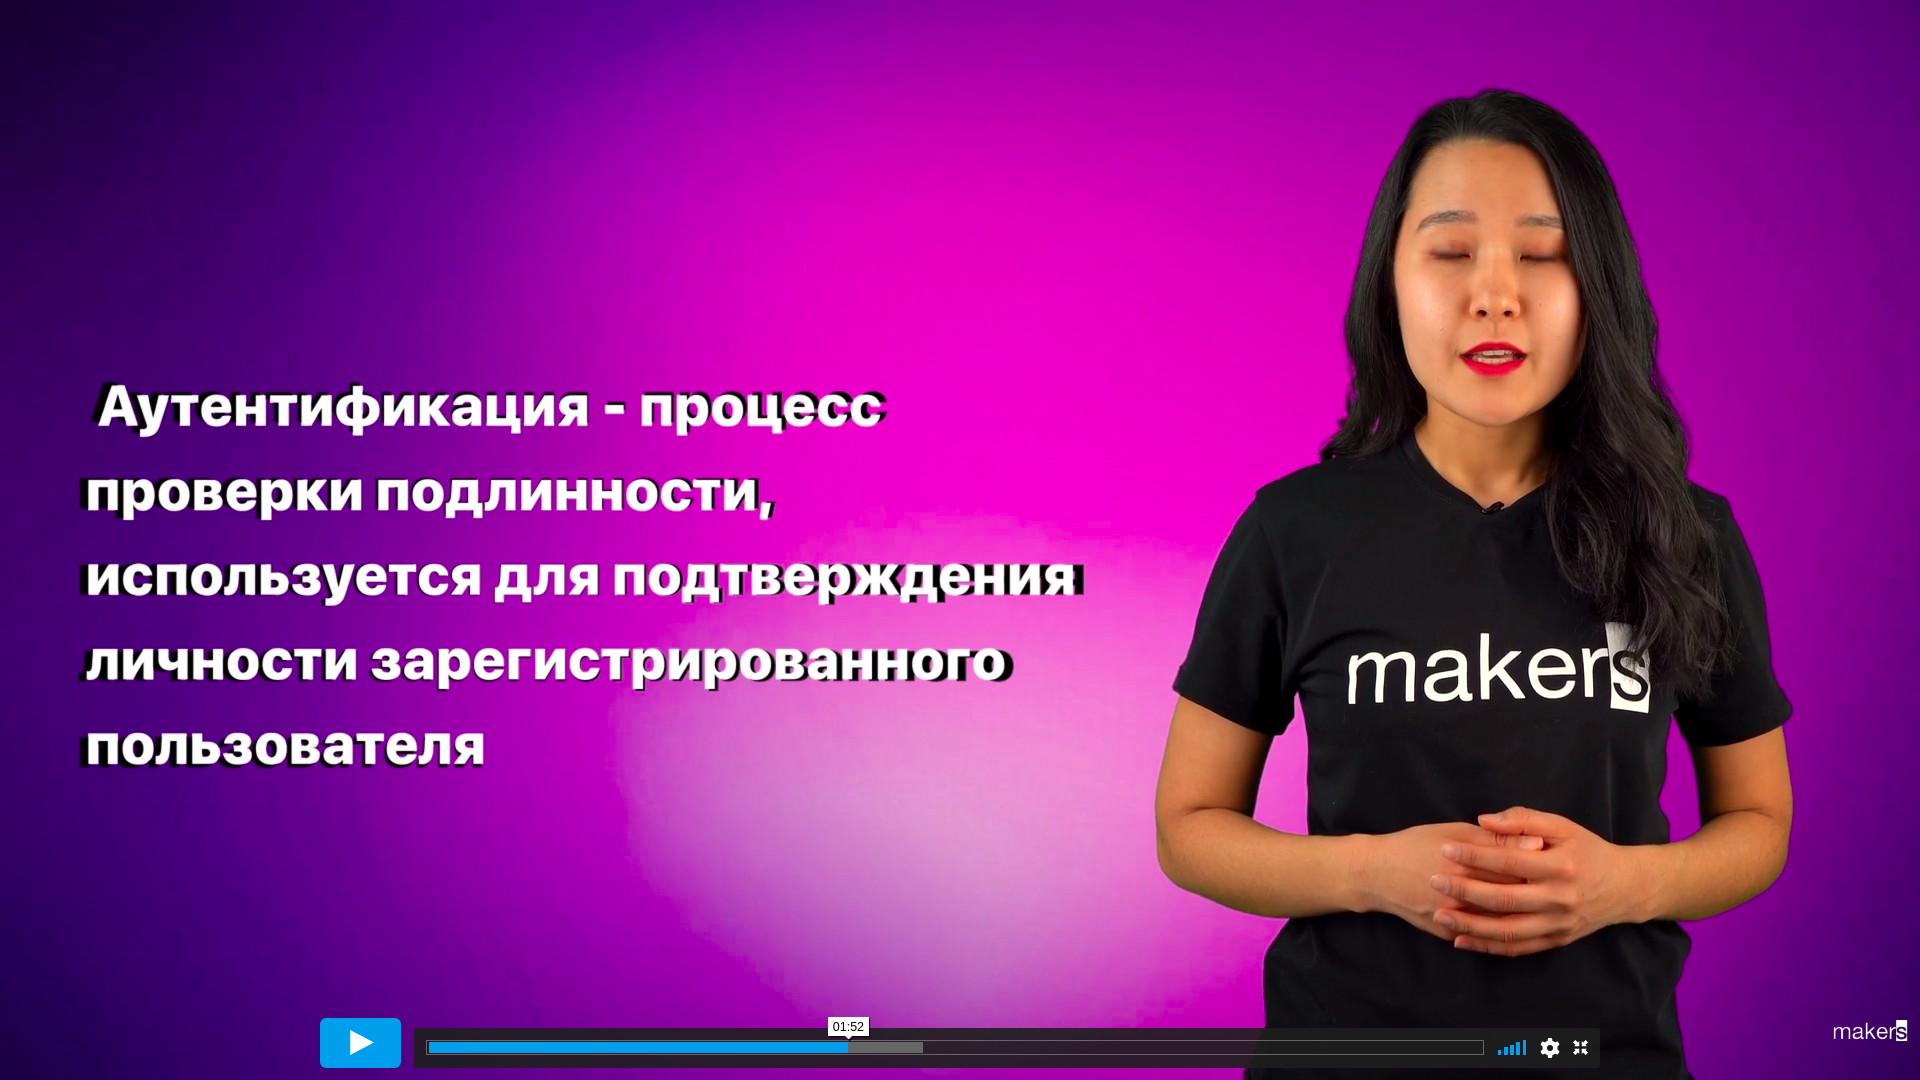 Аутентификация - процесс
проверки подлинности,
используется для подтверждения
личности зарегистрированного
пользователя
makers
01:52
makers